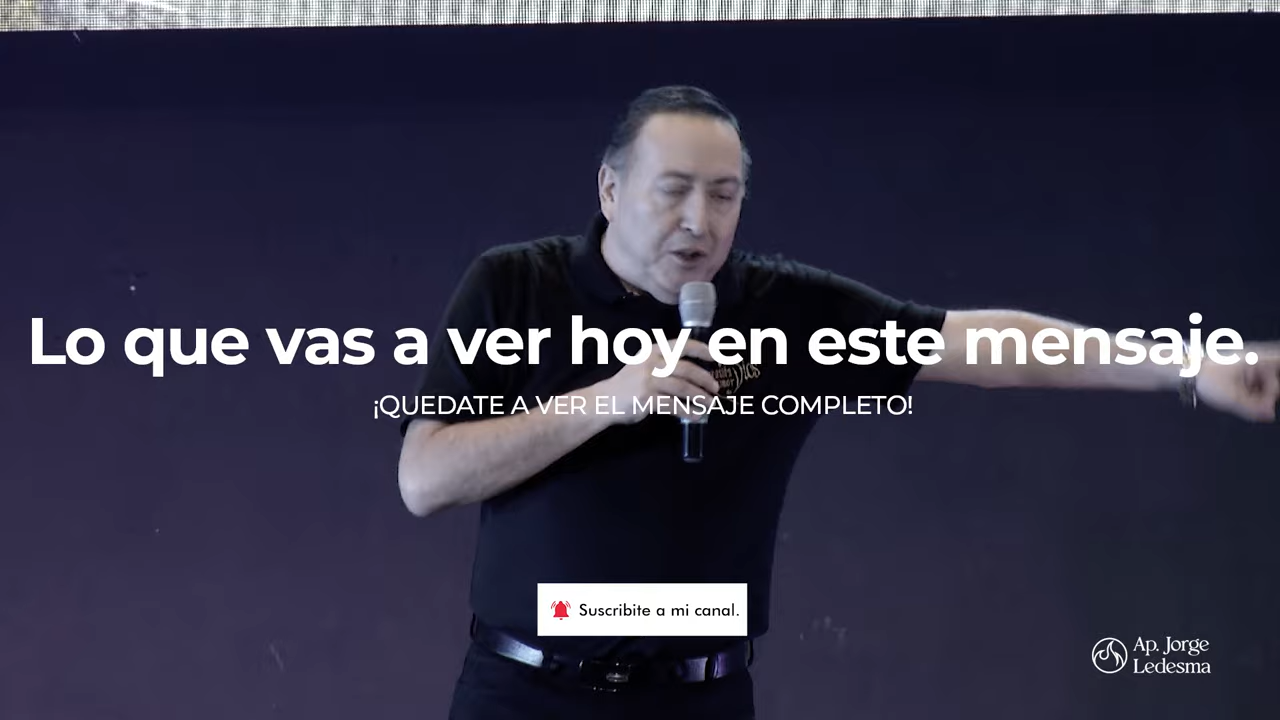 Lo que vas a ver hoy en este mensaje.
Dios
¡QUEDATE A VER EL MENSAJE COMPLETO!
Suscribite a mi canal.
Ap. Jorge
Ledesma